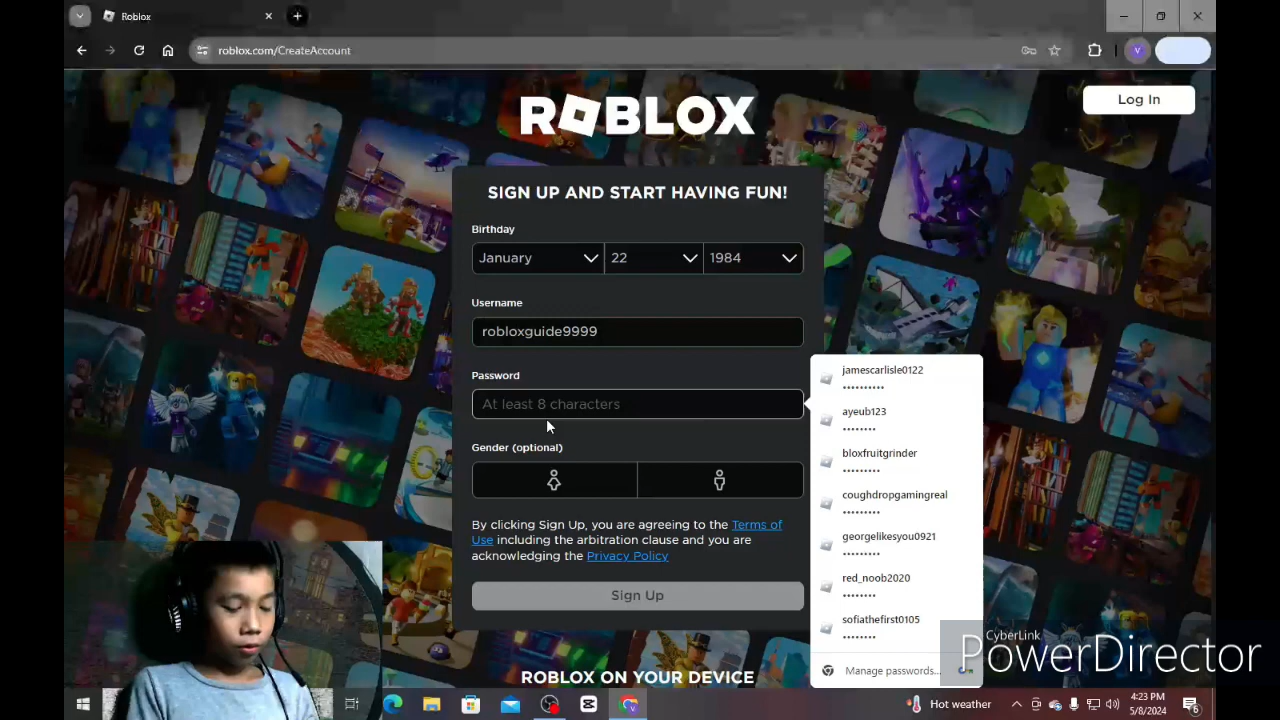 Roblox
roblox.com/CreateAccount
V
ROBLOX
Log In
SIGN UP AND START HAVING FUN!
Birthday
January
22
1984
Username
robloxguide9999
Password
At least 8 characters
Gender (optional)
By clicking Sign Up, you are agreeing to the Terms of
Use including the arbitration clause and you are
acknowledging the Privacy Policy
Sign Up
jamescarlisle0122
••••••••••
ayeub123
••••••••
bloxfruitgrinder
•••••••••
coughdropgamingreal
•••••••••
georgelikesyou0921
•••••••••
red_noob2020
••••••••
sofiathefirst0105
••••••••
Manage passwords...
ROBLOX ON YOUR DEVICE
CyberLink
PowerDirector
Hot weather
4:23 PM
5/8/2024